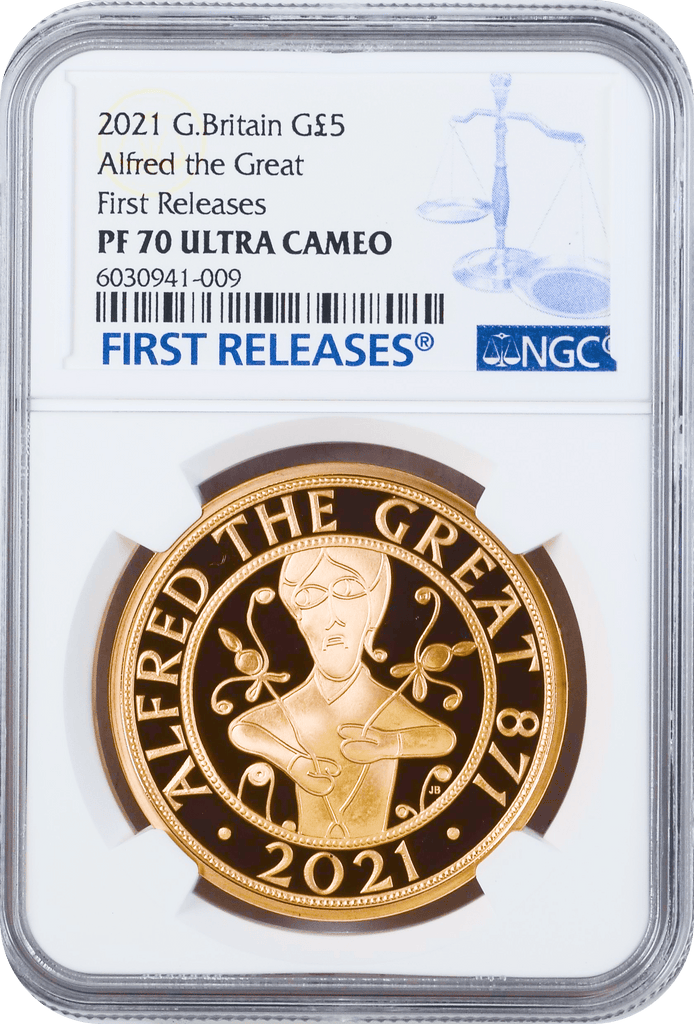 2021 G.Britain G£5
Alfred the Great
First Releases
PF 70 ULTRA CAMEO
6030941-009
FIRST RELEASES®
NGC®
ALFRED THE GREAT 871
· 2021 ·
JB